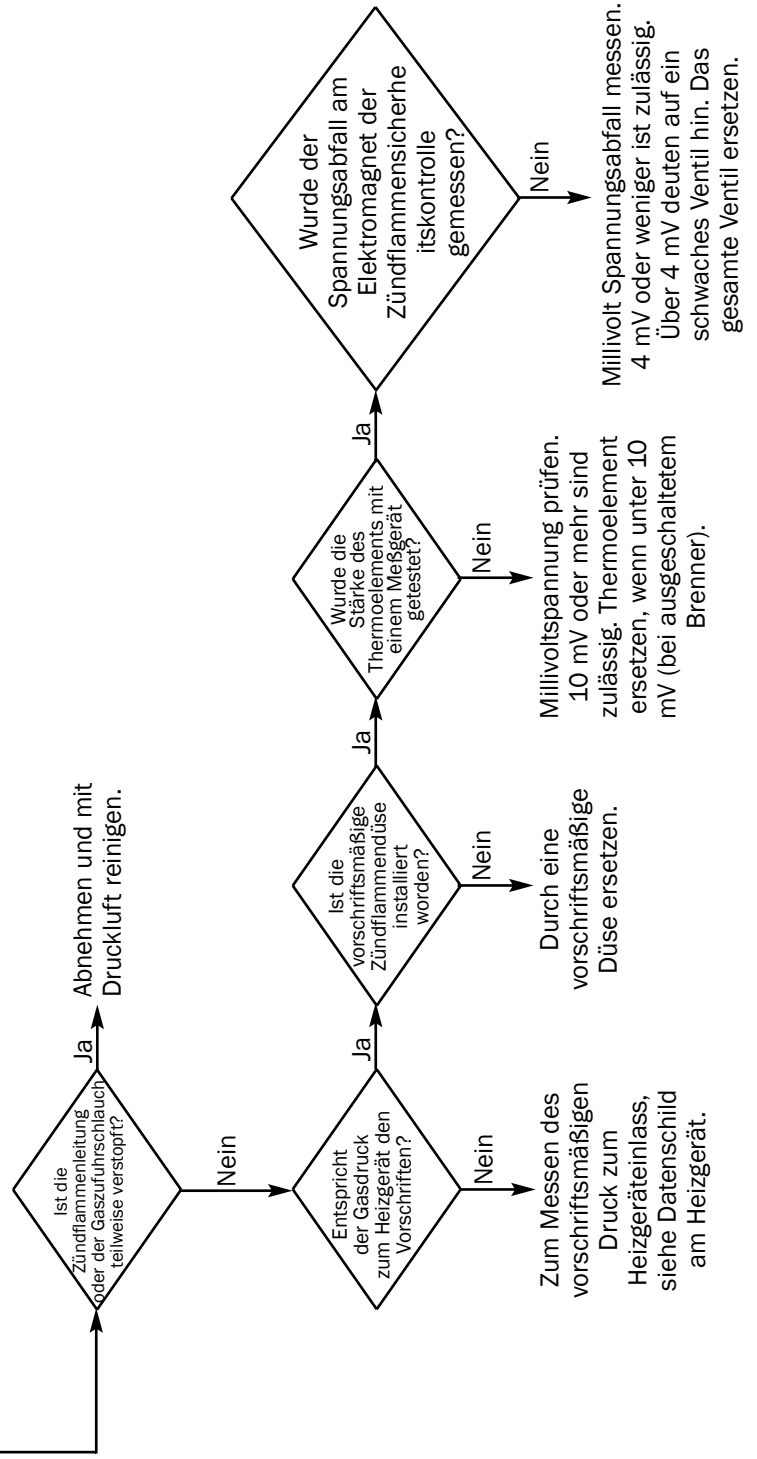 Ist die
Zündflammenleitung
oder der Gaszufuhrschlauch
teilweise verstopft?
Ja
Abnehmen und mit
Druckluft reinigen.
Nein
Entspricht
der Gasdruck
zum Heizgerät den
Vorschriften?
Nein
Zum Messen des
vorschriftsmäßigen
Druck zum
Heizgeräteinlass,
siehe Datenschild
am Heizgerät.
Ja
Ist die
vorschriftsmäßige
Zündflammendüse
installiert
worden?
Nein
Durch eine
vorschriftsmäßige
Düse ersetzen.
Ja
Wurde die
Stärke des
Thermoelements mit
einem Meßgerät
getestet?
Nein
Millivoltspannung prüfen.
10 mV oder mehr sind
zulässig. Thermoelement
ersetzen, wenn unter 10
mV (bei ausgeschaltetem
Brenner).
Ja
Wurde der
Spannungsabfall am
Elektromagnet der
Zündflammensicherhe
itskontrolle
gemessen?
Nein
Millivolt Spannungsabfall messen.
4 mV oder weniger ist zulässig.
Über 4 mV deuten auf ein
schwaches Ventil hin. Das
gesamte Ventil ersetzen.